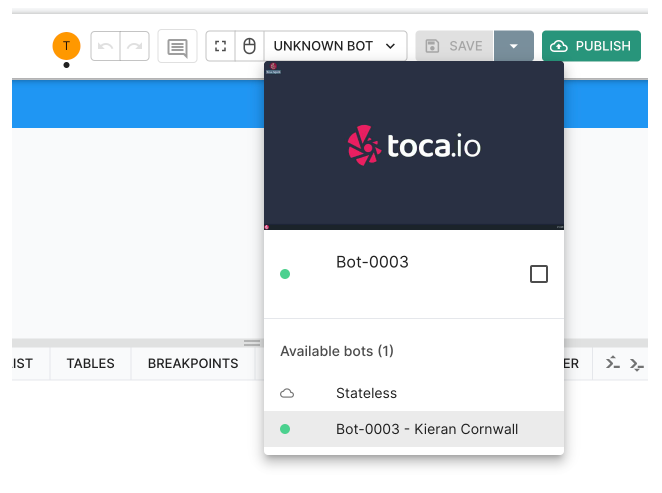 T
UNKNOWN BOT
SAVE
PUBLISH
toca.io
Bot-0003
Available bots (1)
IST
TABLES
BREAKPOINTS
ER
Stateless
Bot-0003 - Kieran Cornwall